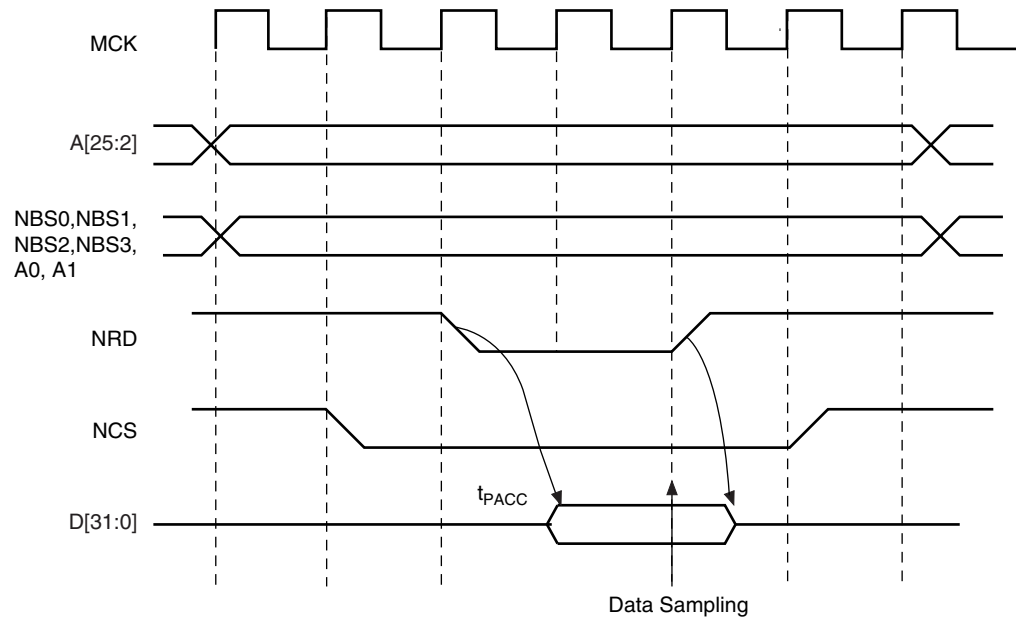 MCK
A[25:2]
NBS0,NBS1,
NBS2,NBS3,
A0, A1
NRD
NCS
tPACC
D[31:0]
Data Sampling